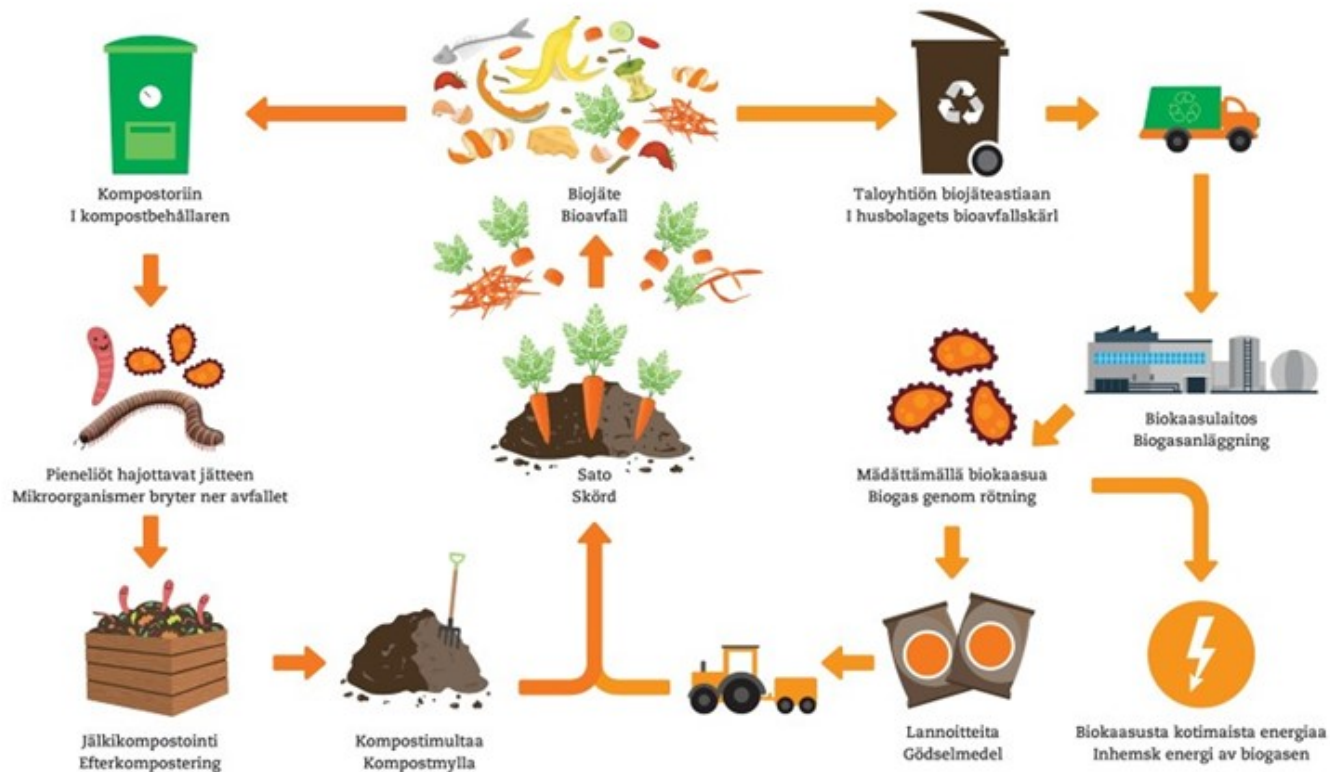 Kompostoriin
I kompostbehållaren
Biojäte
Bioavfall
Taloyhtiön biojäteastiaan
I husbolagets bioavfallskärl
Pieneliöt hajottavat jätteen
Mikroorganismer bryter ner avfallet
Sato
Skörd
Mädättämällä biokaasua
Biogas genom rötning
Biokaasulaitos
Biogasanläggning
Jälkikompostointi
Efterkompostering
Kompostimultaa
Kompostmylla
Lannoitteita
Gödselmedel
Biokaasusta kotimaista energiaa
Inhemsk energi av biogasen